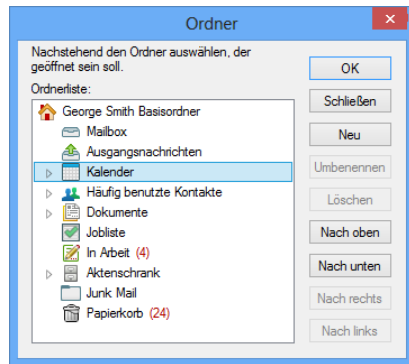 Ordner
Nachstehend den Ordner auswählen, der
geöffnet sein soll.
Ordnerliste:
George Smith Basisordner
Mailbox
Ausgangsnachrichten
Kalender
Häufig benutzte Kontakte
Dokumente
Jobliste
In Arbeit (4)
Aktenschrank
Junk Mail
Papierkorb (24)
OK
Schließen
Neu
Umbenennen
Löschen
Nach oben
Nach unten
Nach rechts
Nach links